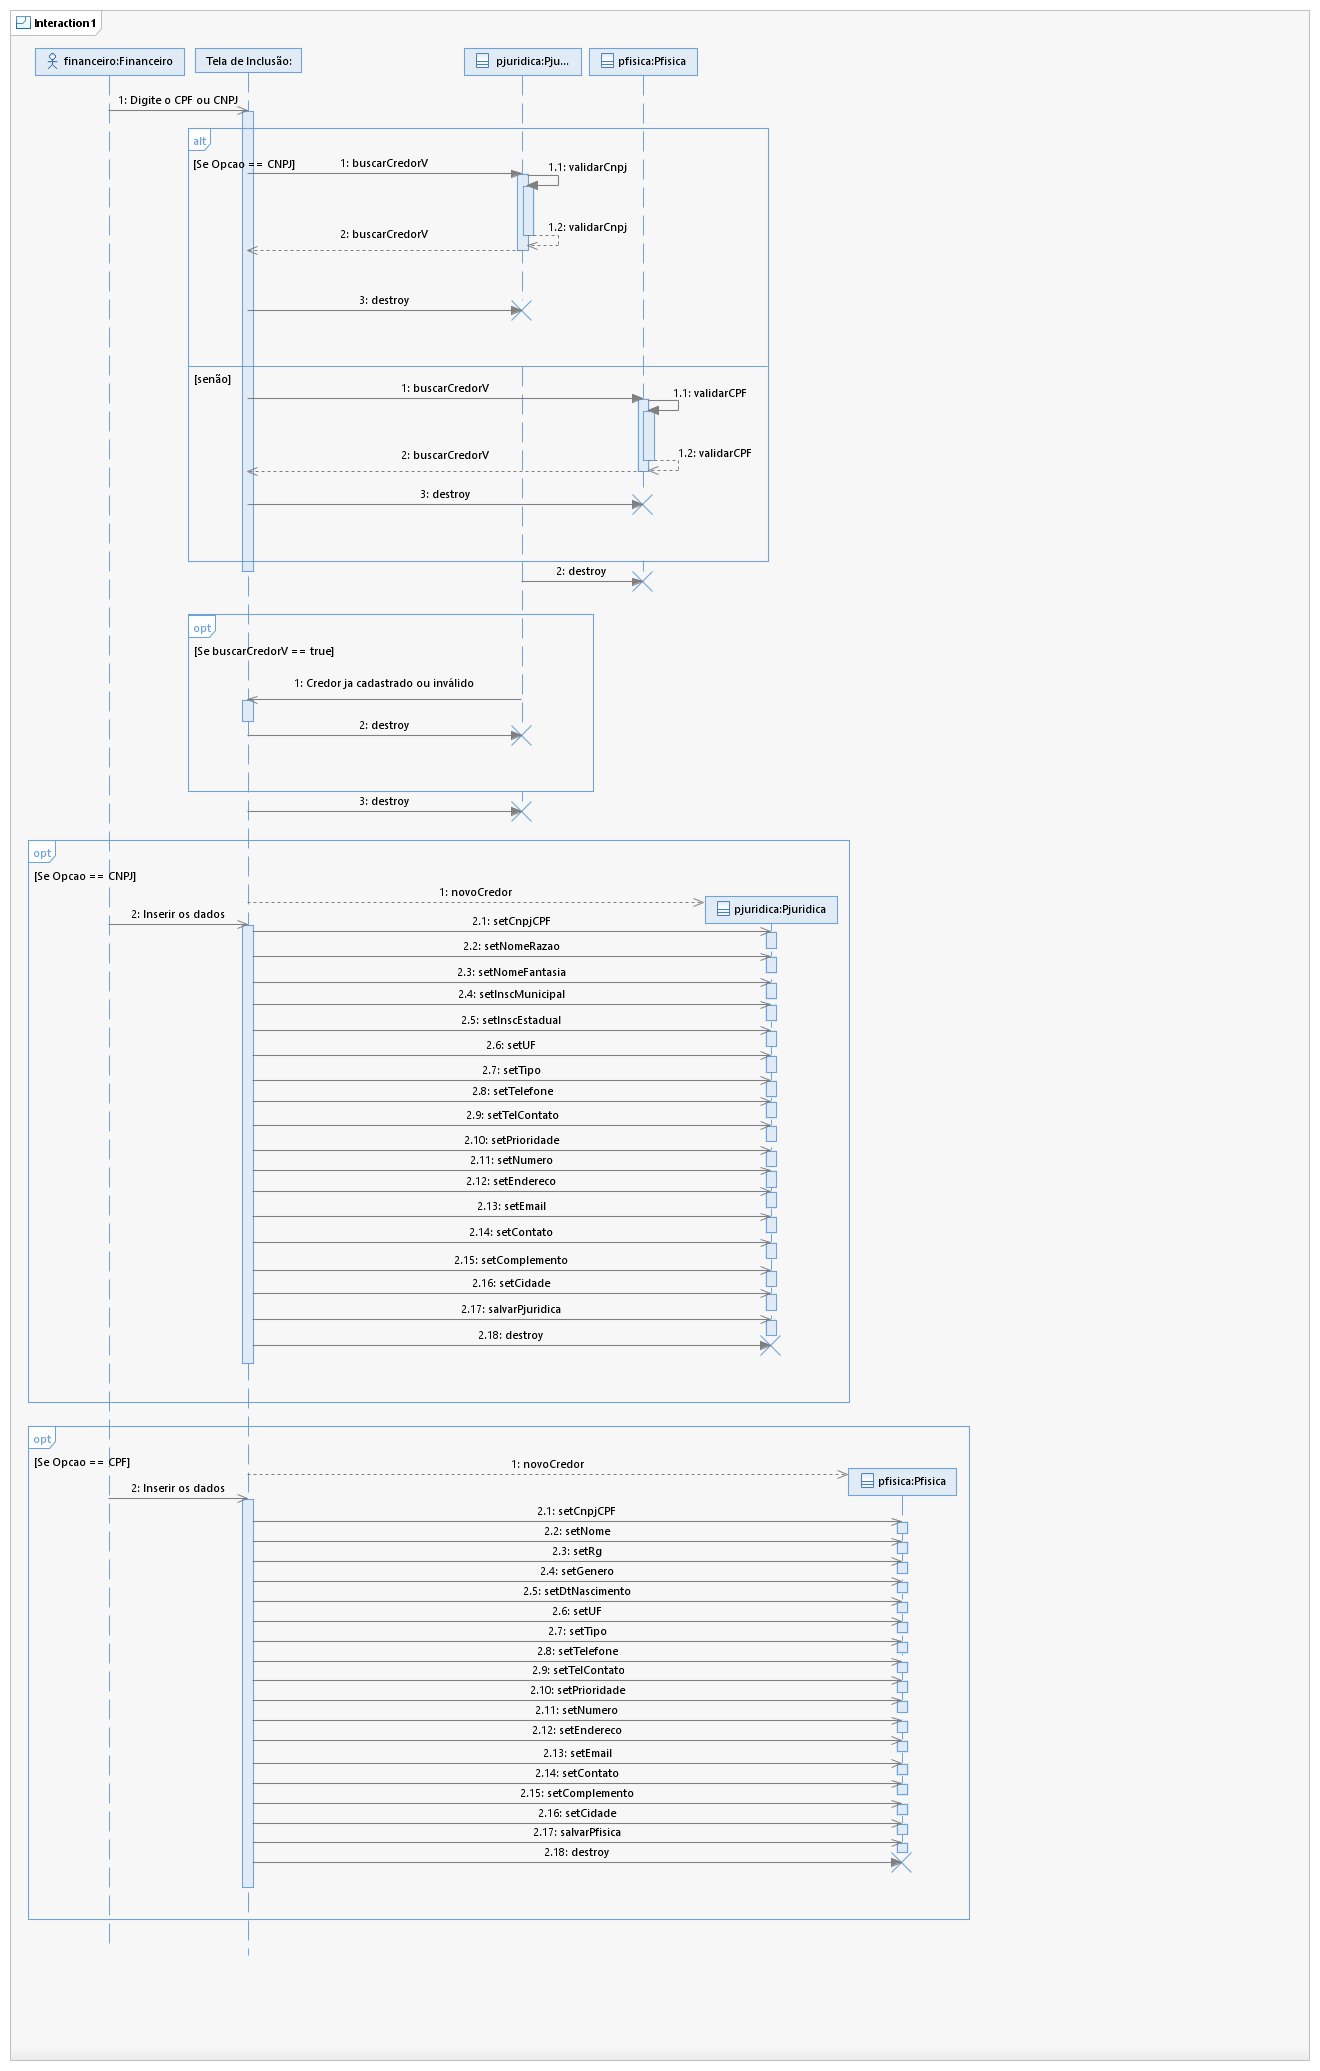 Interaction1
financeiro:Financeiro
Tela de Inclusão:
pjuridica:Pju...
pfisica:Pfisica
1: Digite o CPF ou CNPJ
alt
[Se Opcao == CNPJ]
1: buscarCredorV
1.1: validarCnpj
1.2: validarCnpj
2: buscarCredorV
3: destroy
[senão]
1: buscarCredorV
1.1: validarCPF
1.2: validarCPF
2: buscarCredorV
3: destroy
2: destroy
opt
[Se buscarCredorV == true]
1: Credor ja cadastrado ou inválido
2: destroy
3: destroy
opt
[Se Opcao == CNPJ]
1: novoCredor
pjuridica:Pjuridica
2: Inserir os dados
2.1: setCnpjCPF
2.2: setNomeRazao
2.3: setNomeFantasia
2.4: setInscMunicipal
2.5: setInscEstadual
2.6: setUF
2.7: setTipo
2.8: setTelefone
2.9: setTelContato
2.10: setPrioridade
2.11: setNumero
2.12: setEndereco
2.13: setEmail
2.14: setContato
2.15: setComplemento
2.16: setCidade
2.17: salvarPjuridica
2.18: destroy
opt
[Se Opcao == CPF]
1: novoCredor
pfisica:Pfisica
2: Inserir os dados
2.1: setCnpjCPF
2.2: setNome
2.3: setRg
2.4: setGenero
2.5: setDtNascimento
2.6: setUF
2.7: setTipo
2.8: setTelefone
2.9: setTelContato
2.10: setPrioridade
2.11: setNumero
2.12: setEndereco
2.13: setEmail
2.14: setContato
2.15: setComplemento
2.16: setCidade
2.17: salvarPfisica
2.18: destroy